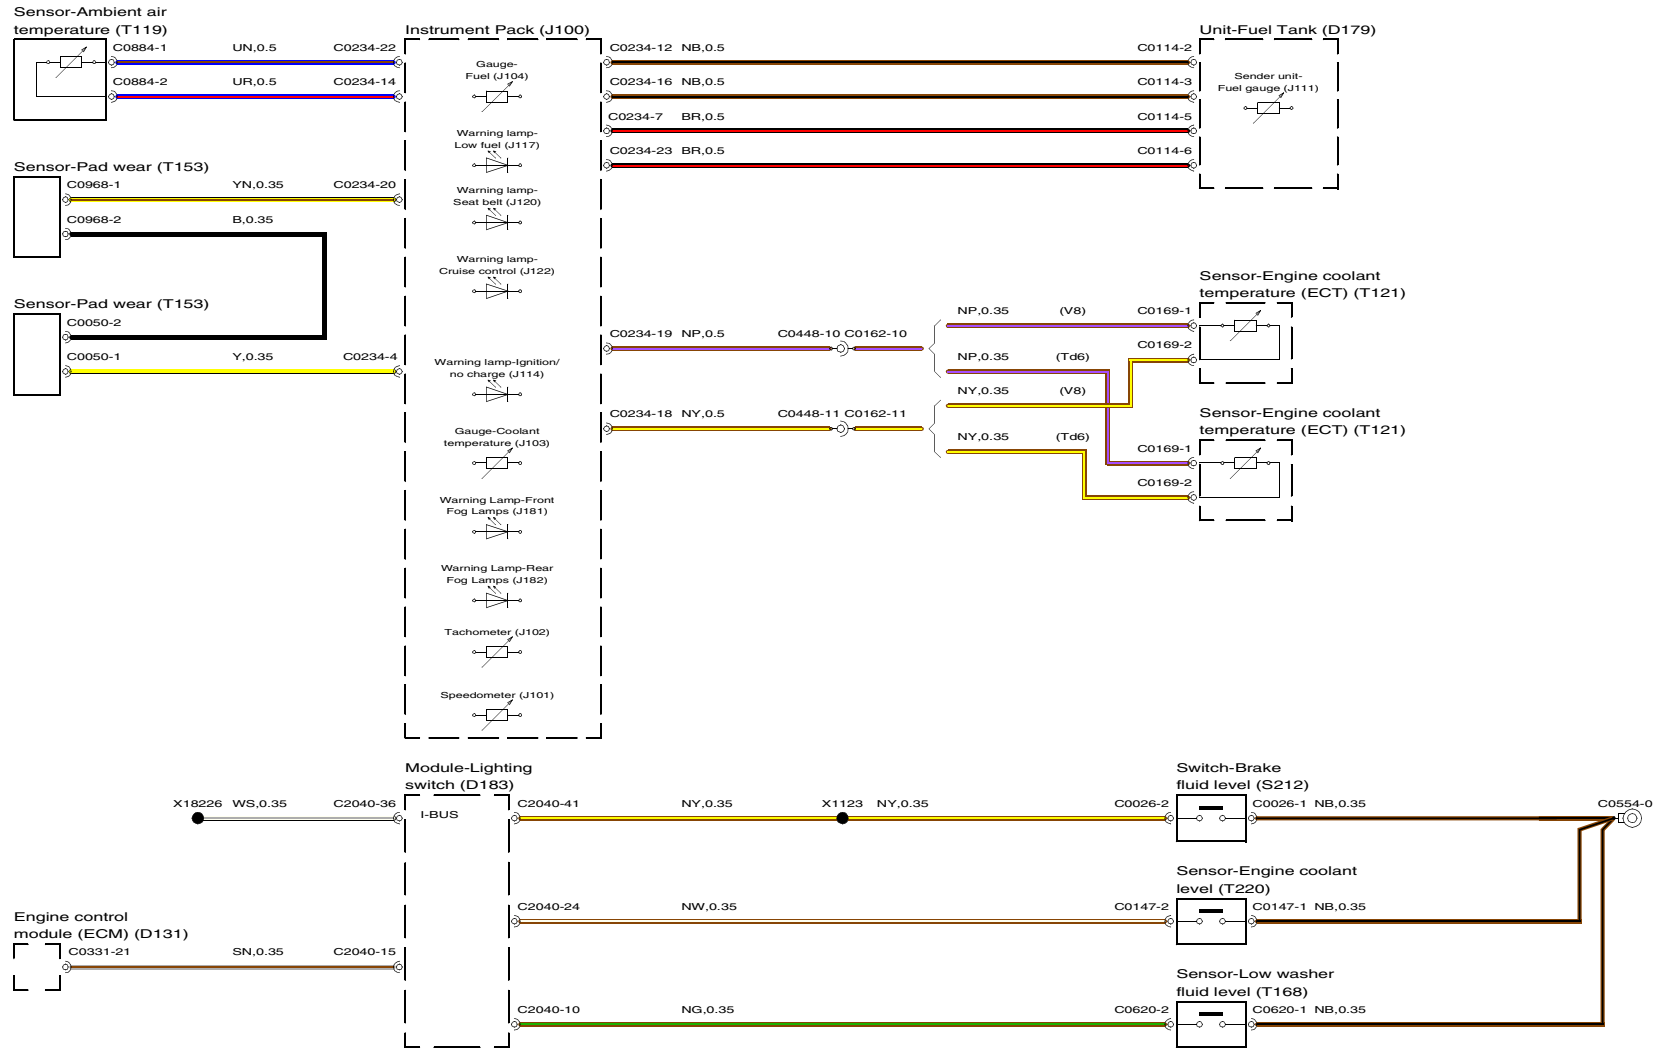 Sensor-Ambient air
temperature (T119)
C0884-1 UN,0.5 C0234-22
C0884-2 UR,0.5 C0234-14
Sensor-Pad wear (T153)
C0968-1 YN,0.35 C0234-20
C0968-2 B,0.35
Sensor-Pad wear (T153)
C0050-2
C0050-1 Y,0.35 C0234-4
Instrument Pack (J100)
Gauge-
Fuel (J104)
Warning lamp-
Low fuel (J117)
Warning lamp-
Seat belt (J120)
Warning lamp-
Cruise control (J122)
Warning lamp-Ignition/
no charge (J114)
Gauge-Coolant
temperature (J103)
Warning Lamp-Front
Fog Lamps (J181)
Warning Lamp-Rear
Fog Lamps (J182)
Tachometer (J102)
Speedometer (J101)
C0234-12 NB,0.5 C0114-2
C0234-16 NB,0.5 C0114-3
C0234-7 BR,0.5 C0114-5
C0234-23 BR,0.5 C0114-6
Unit-Fuel Tank (D179)
Sender unit-
Fuel gauge (J111)
C0234-19 NP,0.5 C0448-10 C0162-10
NP,0.35 (V8) C0169-1
C0169-2
NP,0.35 (Td6)
NY,0.35 (V8)
C0234-18 NY,0.5 C0448-11 C0162-11
NY,0.35 (Td6)
C0169-1
C0169-2
Sensor-Engine coolant
temperature (ECT) (T121)
Sensor-Engine coolant
temperature (ECT) (T121)
Module-Lighting
switch (D183)
X18226 WS,0.35 C2040-36
I-BUS
C2040-41 NY,0.35 X1123 NY,0.35 C0026-2
Switch-Brake
fluid level (S212)
C0026-1 NB,0.35 C0554-0
C2040-24 NW,0.35 C0147-2
Sensor-Engine coolant
level (T220)
C0147-1 NB,0.35
Engine control
module (ECM) (D131)
C0331-21 SN,0.35 C2040-15
C2040-10 NG,0.35 C0620-2
Sensor-Low washer
fluid level (T168)
C0620-1 NB,0.35